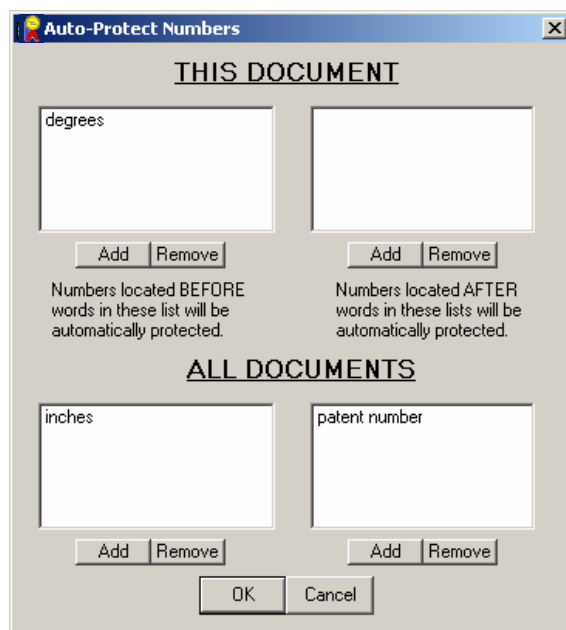 Auto-Protect Numbers
THIS DOCUMENT
degrees
Add Remove Add Remove
Numbers located BEFORE
words in these list will be
automatically protected.
Numbers located AFTER
words in these lists will be
automatically protected.
ALL DOCUMENTS
inches patent number
Add Remove Add Remove
OK Cancel